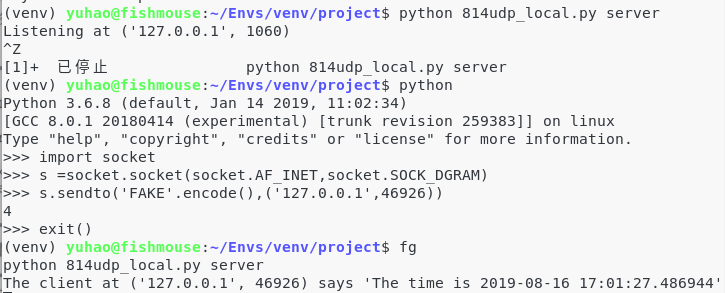 (venv) yuhao@fishmouse:~/Envs/venv/project$ python 814udp_local.py server
Listening at ('127.0.0.1', 1060)
^Z
[1]+  已停止               python 814udp_local.py server
(venv) yuhao@fishmouse:~/Envs/venv/project$ python
Python 3.6.8 (default, Jan 14 2019, 11:02:34)
[GCC 8.0.1 20180414 (experimental) [trunk revision 259383]] on linux
Type "help", "copyright", "credits" or "license" for more information.
>>> import socket
>>> s =socket.socket(socket.AF_INET,socket.SOCK_DGRAM)
>>> s.sendto('FAKE'.encode(),('127.0.0.1',46926))
4
>>> exit()
(venv) yuhao@fishmouse:~/Envs/venv/project$ fg
python 814udp_local.py server
The client at ('127.0.0.1', 46926) says 'The time is 2019-08-16 17:01:27.486944'